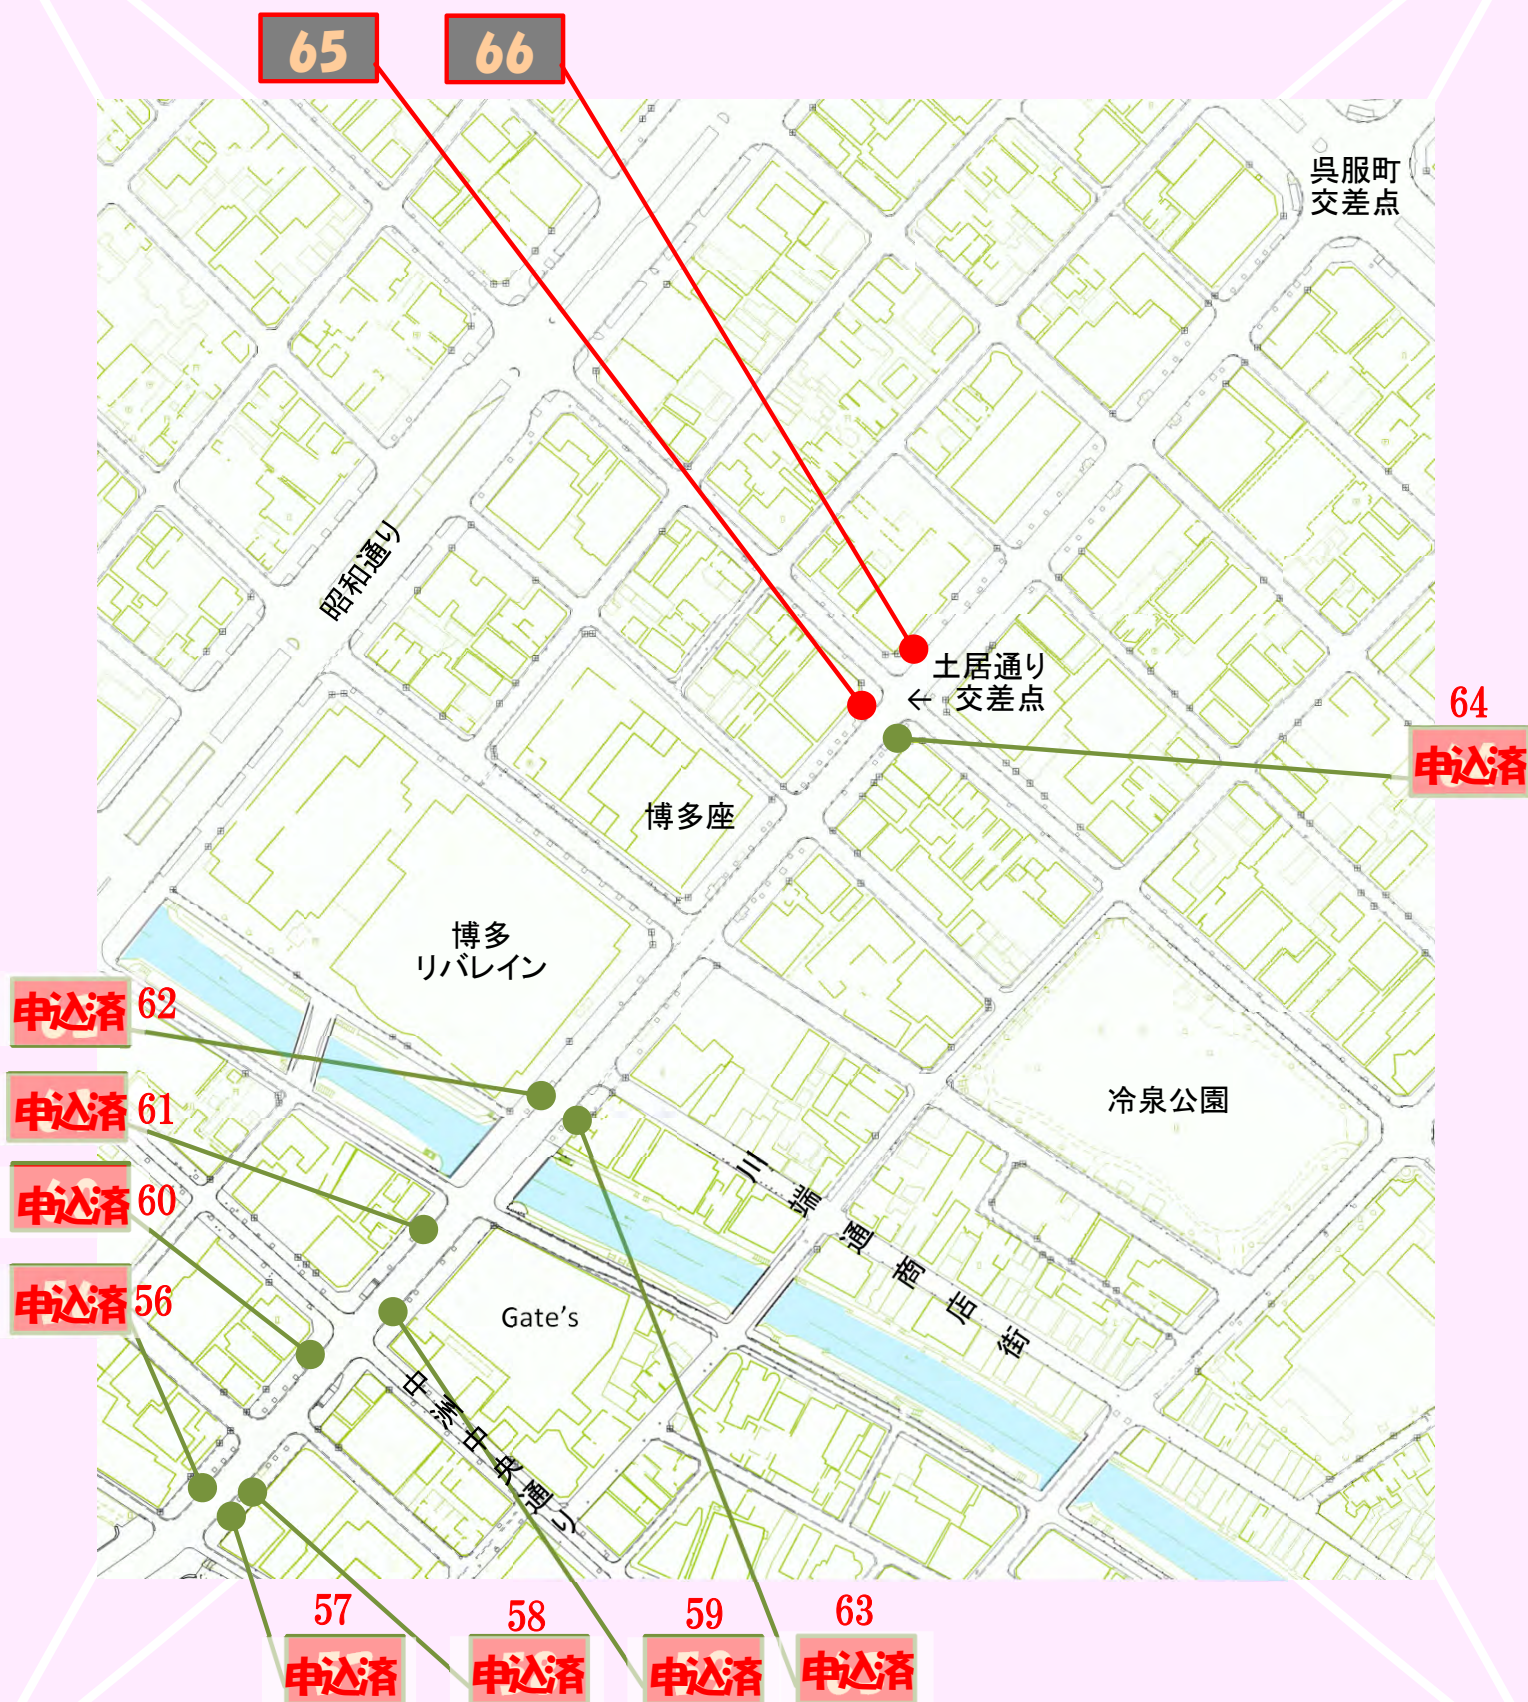 65
66
呉服町
交差点
昭和通り
土居通り
← 交差点
64
申込済
博多座
博多
リバレイン
申込済 62
申込済 61
冷泉公園
申込済 60
川端通商店街
申込済 56
Gate's
中洲中央通り
57
申込済
58
申込済
59
申込済
63
申込済